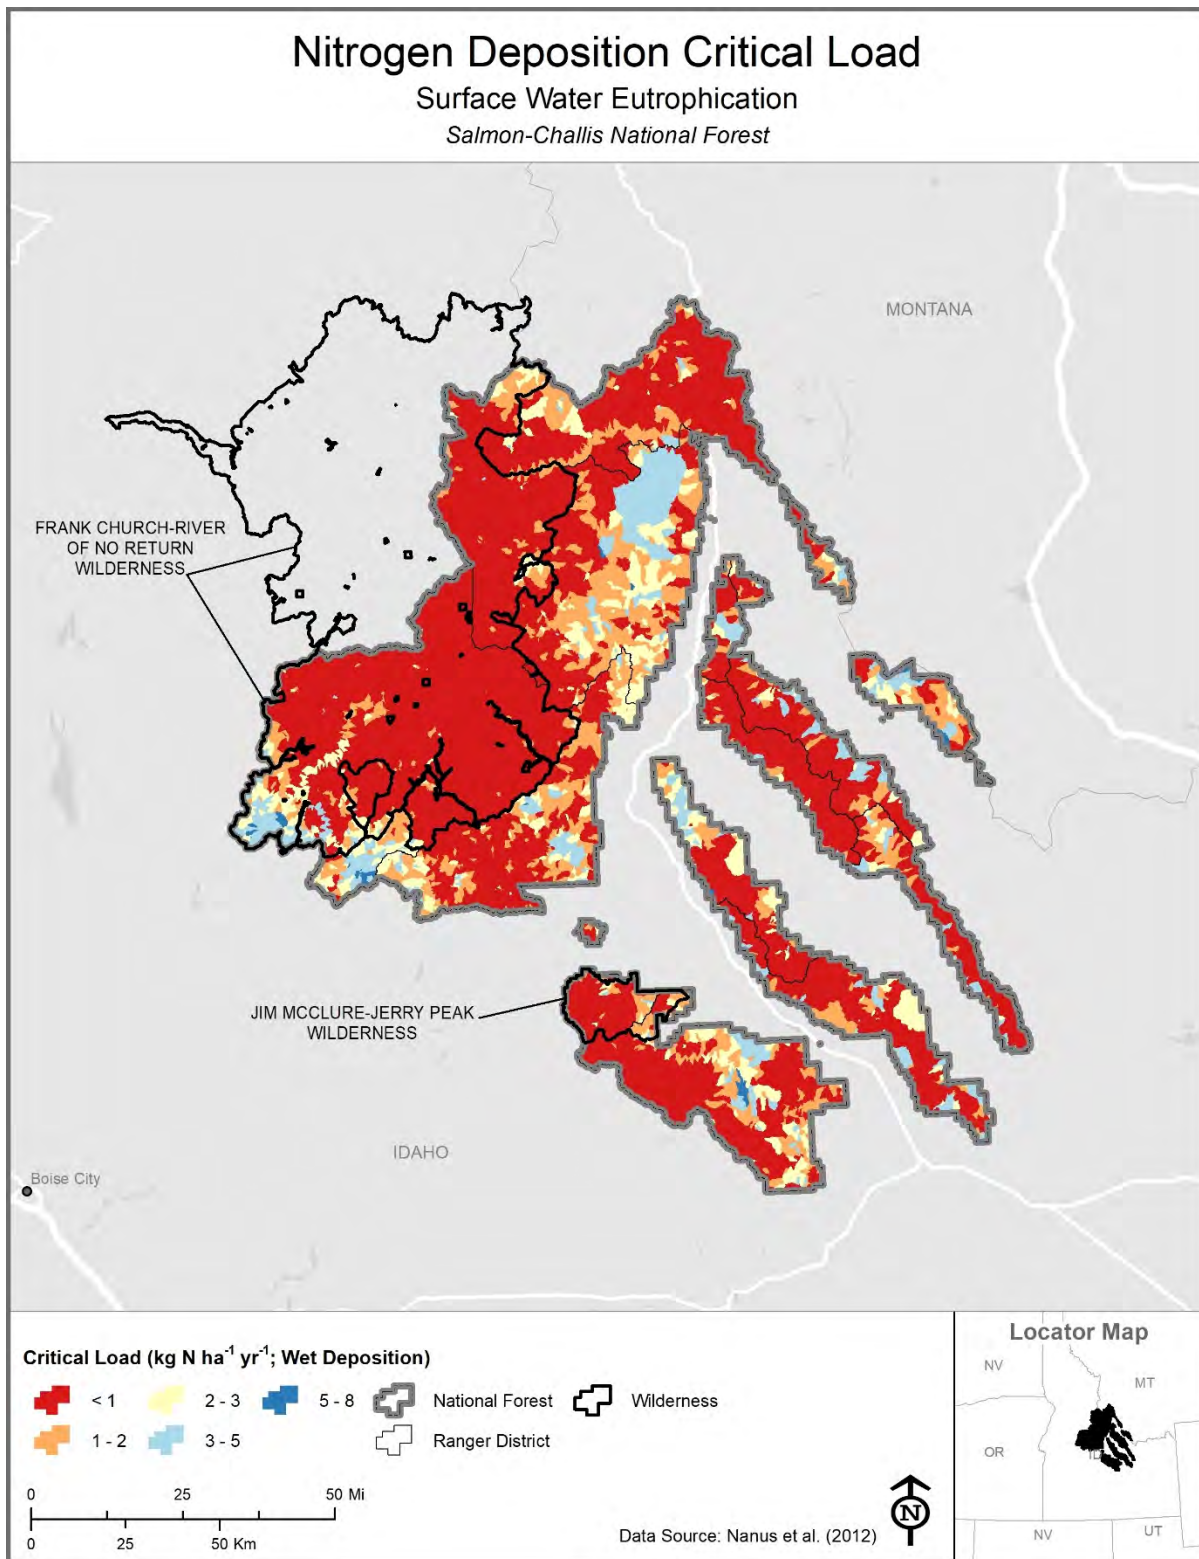 Nitrogen Deposition Critical Load
Surface Water Eutrophication
Salmon-Challis National Forest
MONTANA
FRANK CHURCH-RIVER
OF NO RETURN
WILDERNESS
JIM MCCLURE-JERRY PEAK
WILDERNESS
IDAHO
Boise City
Critical Load (kg N ha-1 yr-1; Wet Deposition)
< 1
2 - 3
5 - 8
National Forest
Wilderness
1 - 2
3 - 5
Ranger District
0 25 50 Mi
0 25 50 Km
Data Source: Nanus et al. (2012)
N
Locator Map
NV
MT
OR
ID
NV
UT